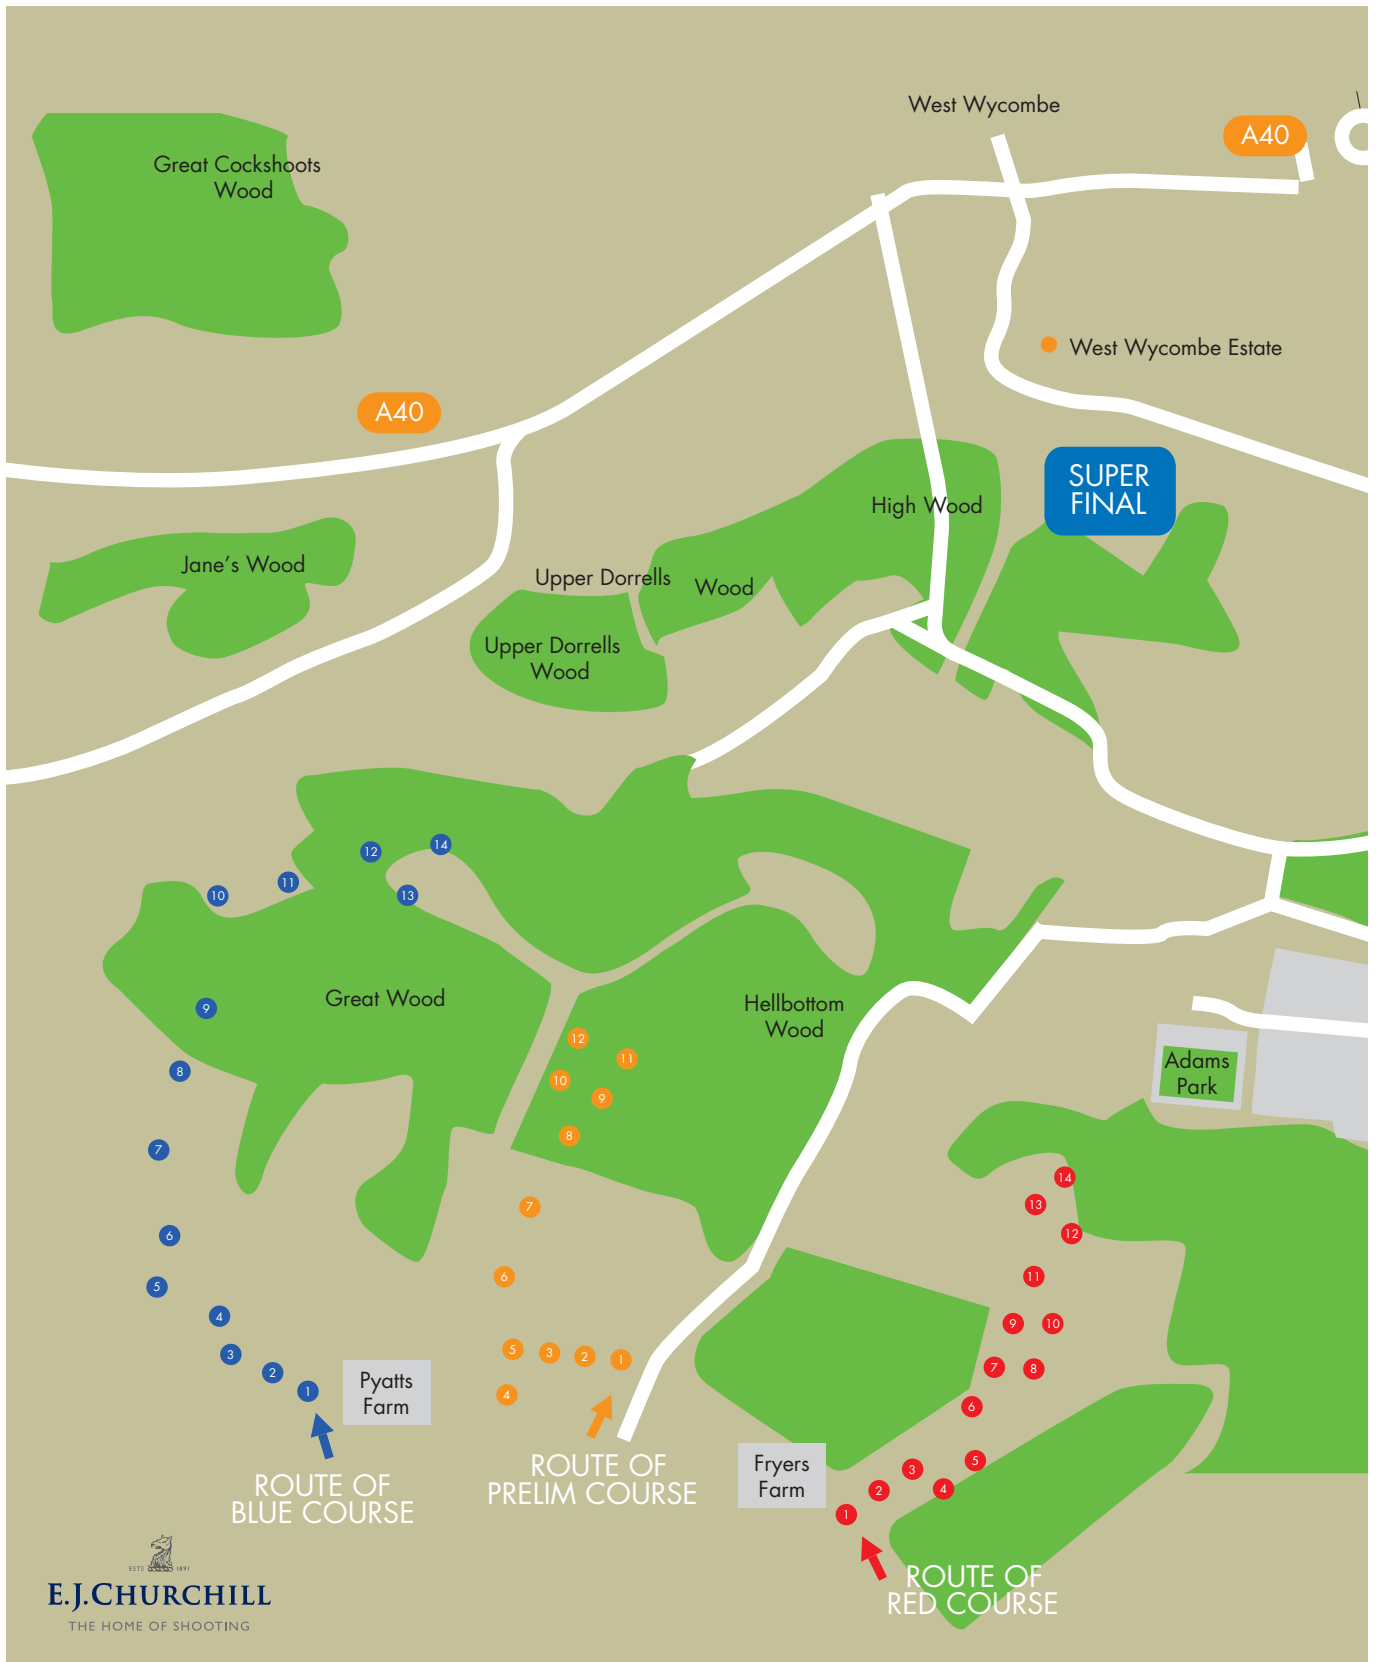 West Wycombe
A40
Great Cockshoots
Wood
West Wycombe Estate
A40
SUPER
FINAL
High Wood
Jane's Wood
Upper Dorrells
Wood
Upper Dorrells
Wood
14
12
11
13
10
Great Wood
Hellbottom
Wood
9
12
11
Adams
Park
8
10
9
8
7
14
13
7
12
6
11
6
5
4
9
10
3
5
3
2
1
7
8
2
1
Pyatts
Farm
4
6
ROUTE OF
BLUE COURSE
ROUTE OF
PRELIM COURSE
Fryers
Farm
5
3
4
2
1
ROUTE OF
RED COURSE
ESTD 1891
E.J.CHURCHILL
THE HOME OF SHOOTING